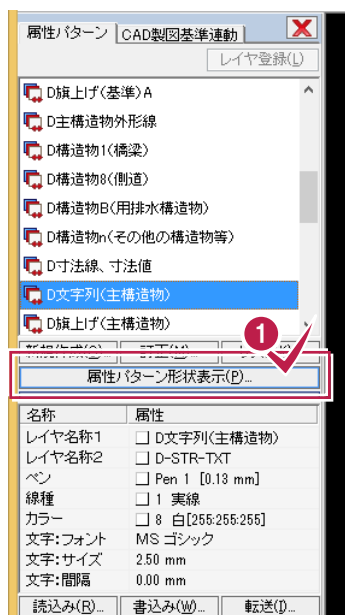 属性パターン CAD製図基準連動
レイヤ登録(L)
D旗上げ(基準)A
D主構造物外形線
D構造物1(橋梁)
D構造物8(側道)
D構造物B(用排水構造物)
D構造物n(その他の構造物等)
D寸法線、寸法値
D文字列(主構造物)
D旗上げ(主構造物)
1
属性パターン形状表示(P)...
名称 属性
レイヤ名称1 D文字列(主構造物)
レイヤ名称2 D-STR-TXT
ペン Pen 1 [0.13 mm]
線種 1 実線
カラー 8 白[255:255:255]
文字:フォント MS ゴシック
文字:サイズ 2.50 mm
文字:間隔 0.00 mm
読込み(R)... 書込み(W)... 転送(I)...